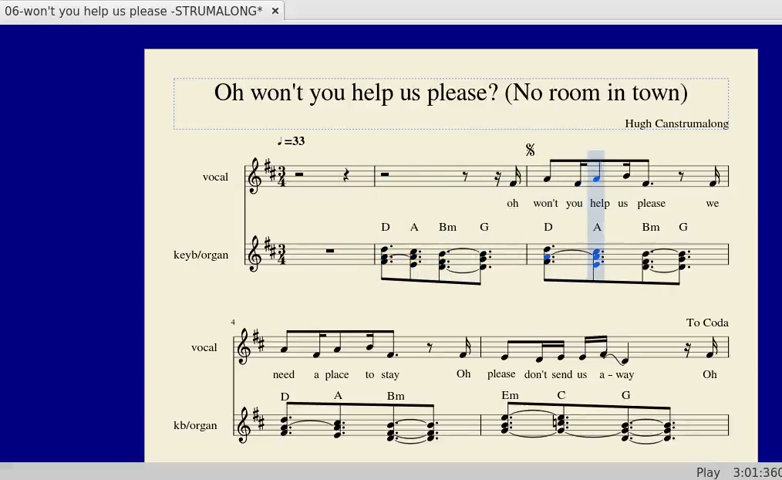 06-won't you help us please -STRUMALONG* ×
Oh won't you help us please? (No room in town)
Hugh Canstrumalong
♩=33
vocal
oh won't you help us please we
D A Bm G D A Bm G
keyb/organ
4
To Coda
vocal
need a place to stay Oh please don't send us a - way Oh
D A Bm Em C G
kb/organ
Play 3:01:360